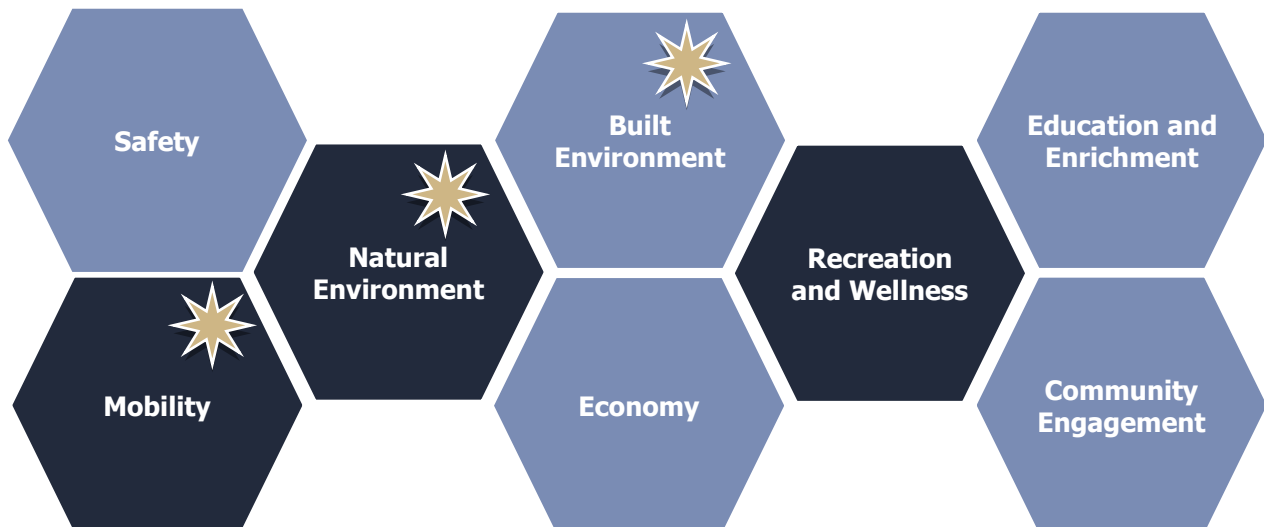 Safety
Built
Environment
Education and
Enrichment
Natural
Environment
Recreation
and Wellness
Mobility
Economy
Community
Engagement